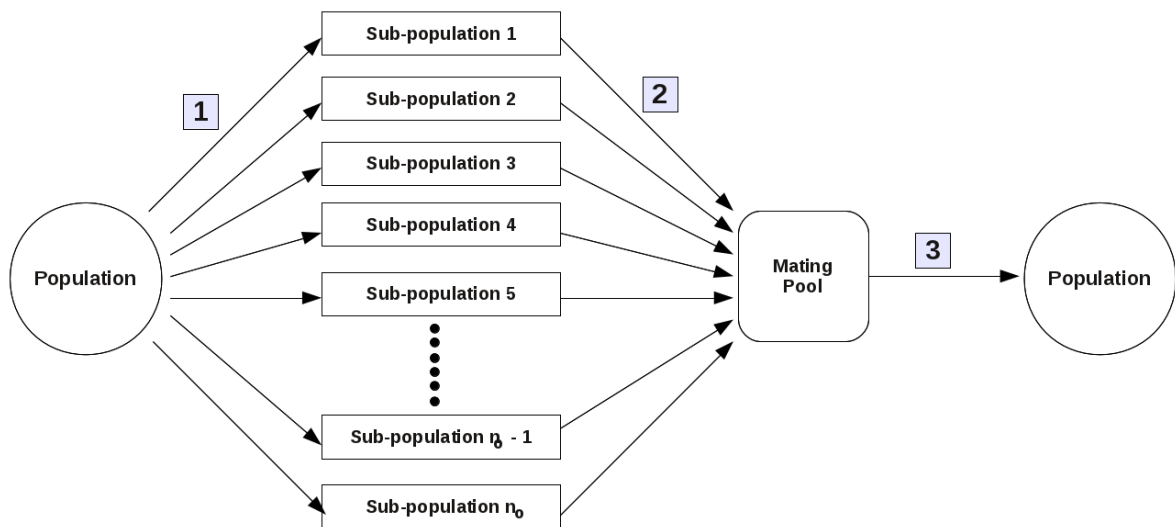 Population
1
Sub-population 1
Sub-population 2
Sub-population 3
Sub-population 4
Sub-population 5
Sub-population nₒ - 1
Sub-population nₒ
2
Mating
Pool
3
Population